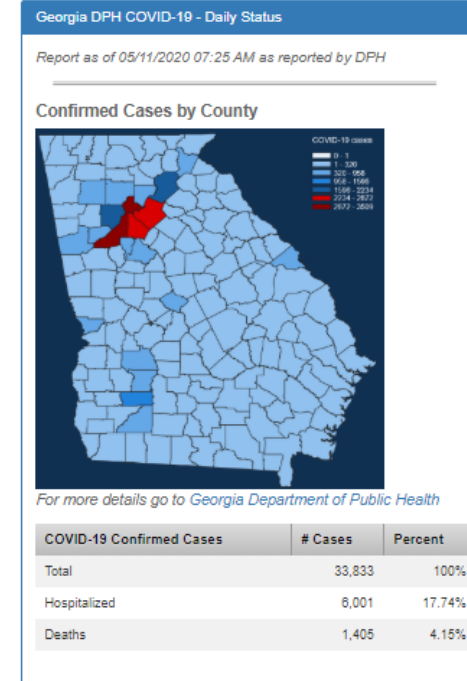 Georgia DPH COVID-19 - Daily Status
Report as of 05/11/2020 07:25 AM as reported by DPH
Confirmed Cases by County
COVID-19 cases
0 - 1
1 - 320
320 - 958
958 - 1596
1596 - 2234
2234 - 2872
For more details go to Georgia Department of Public Health
COVID-19 Confirmed Cases # Cases Percent
Total 33,833 100%
Hospitalized 6,001 17.74%
Deaths 1,405 4.15%